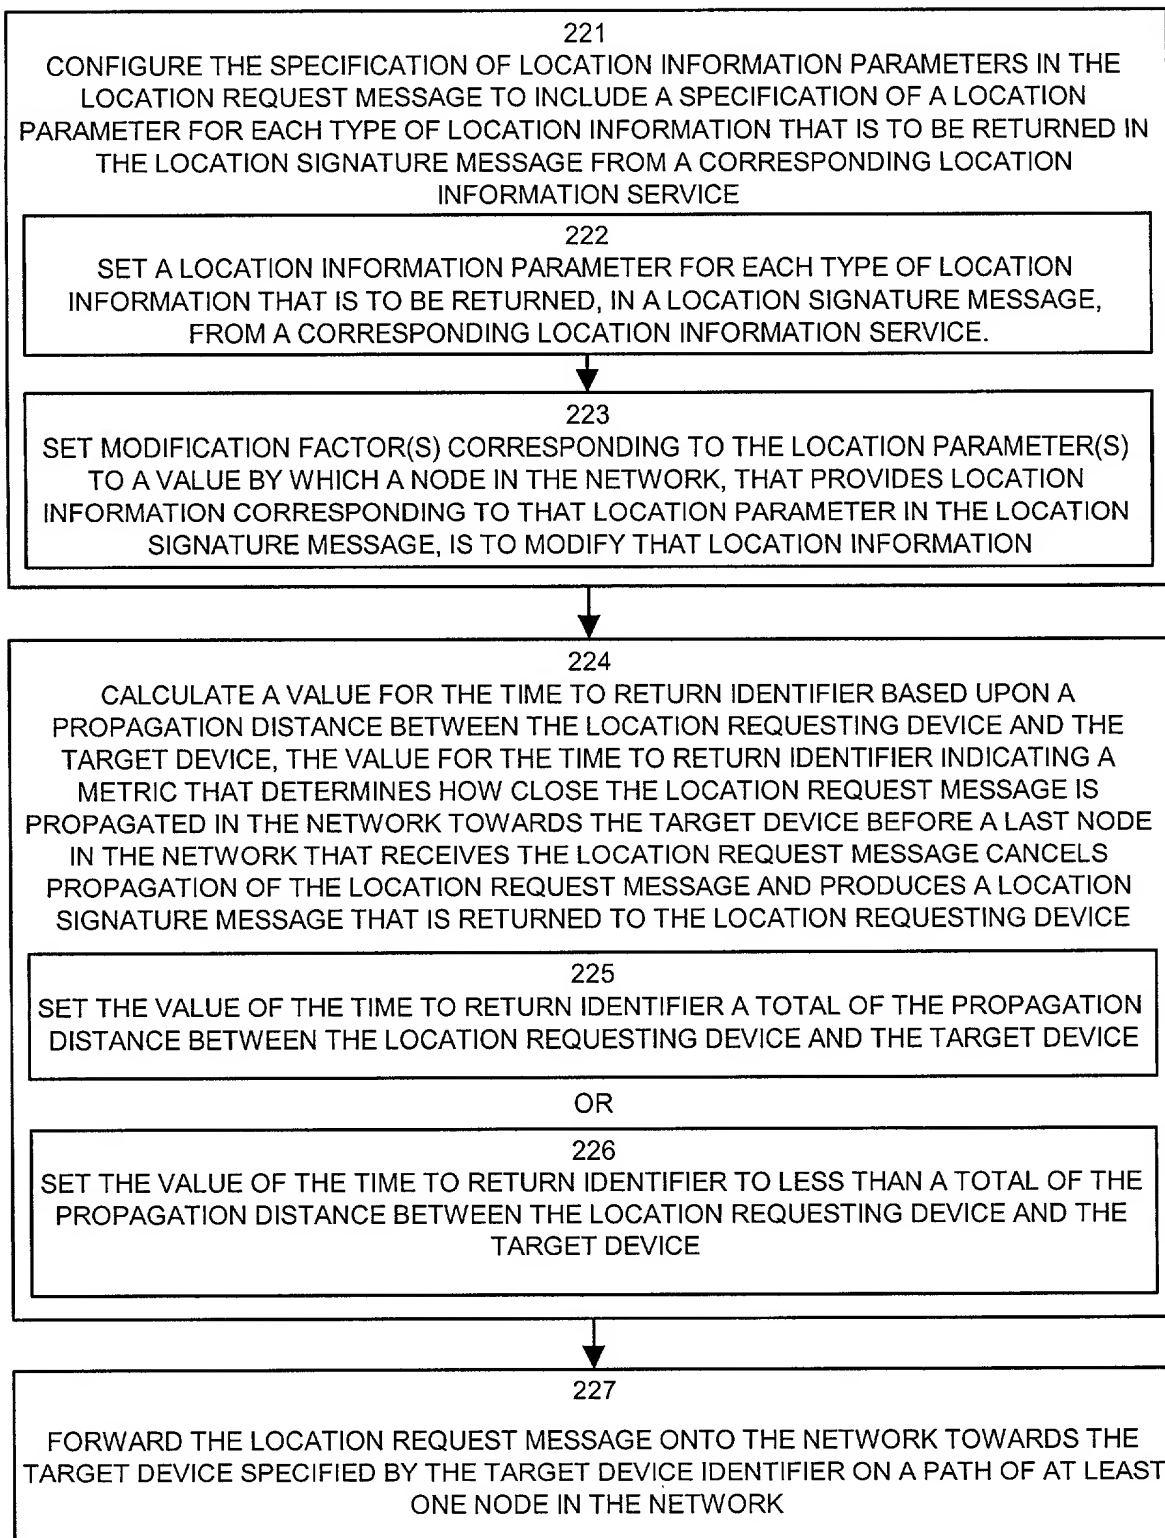 221
CONFIGURE THE SPECIFICATION OF LOCATION INFORMATION PARAMETERS IN THE
LOCATION REQUEST MESSAGE TO INCLUDE A SPECIFICATION OF A LOCATION
PARAMETER FOR EACH TYPE OF LOCATION INFORMATION THAT IS TO BE RETURNED IN
THE LOCATION SIGNATURE MESSAGE FROM A CORRESPONDING LOCATION
INFORMATION SERVICE
222
SET A LOCATION INFORMATION PARAMETER FOR EACH TYPE OF LOCATION
INFORMATION THAT IS TO BE RETURNED, IN A LOCATION SIGNATURE MESSAGE,
FROM A CORRESPONDING LOCATION INFORMATION SERVICE.
223
SET MODIFICATION FACTOR(S) CORRESPONDING TO THE LOCATION PARAMETER(S)
TO A VALUE BY WHICH A NODE IN THE NETWORK, THAT PROVIDES LOCATION
INFORMATION CORRESPONDING TO THAT LOCATION PARAMETER IN THE LOCATION
SIGNATURE MESSAGE, IS TO MODIFY THAT LOCATION INFORMATION
224
CALCULATE A VALUE FOR THE TIME TO RETURN IDENTIFIER BASED UPON A
PROPAGATION DISTANCE BETWEEN THE LOCATION REQUESTING DEVICE AND THE
TARGET DEVICE, THE VALUE FOR THE TIME TO RETURN IDENTIFIER INDICATING A
METRIC THAT DETERMINES HOW CLOSE THE LOCATION REQUEST MESSAGE IS
PROPAGATED IN THE NETWORK TOWARDS THE TARGET DEVICE BEFORE A LAST NODE
IN THE NETWORK THAT RECEIVES THE LOCATION REQUEST MESSAGE CANCELS
PROPAGATION OF THE LOCATION REQUEST MESSAGE AND PRODUCES A LOCATION
SIGNATURE MESSAGE THAT IS RETURNED TO THE LOCATION REQUESTING DEVICE
225
SET THE VALUE OF THE TIME TO RETURN IDENTIFIER A TOTAL OF THE PROPAGATION
DISTANCE BETWEEN THE LOCATION REQUESTING DEVICE AND THE TARGET DEVICE
OR
226
SET THE VALUE OF THE TIME TO RETURN IDENTIFIER TO LESS THAN A TOTAL OF THE
PROPAGATION DISTANCE BETWEEN THE LOCATION REQUESTING DEVICE AND THE
TARGET DEVICE
227
FORWARD THE LOCATION REQUEST MESSAGE ONTO THE NETWORK TOWARDS THE
TARGET DEVICE SPECIFIED BY THE TARGET DEVICE IDENTIFIER ON A PATH OF AT LEAST
ONE NODE IN THE NETWORK